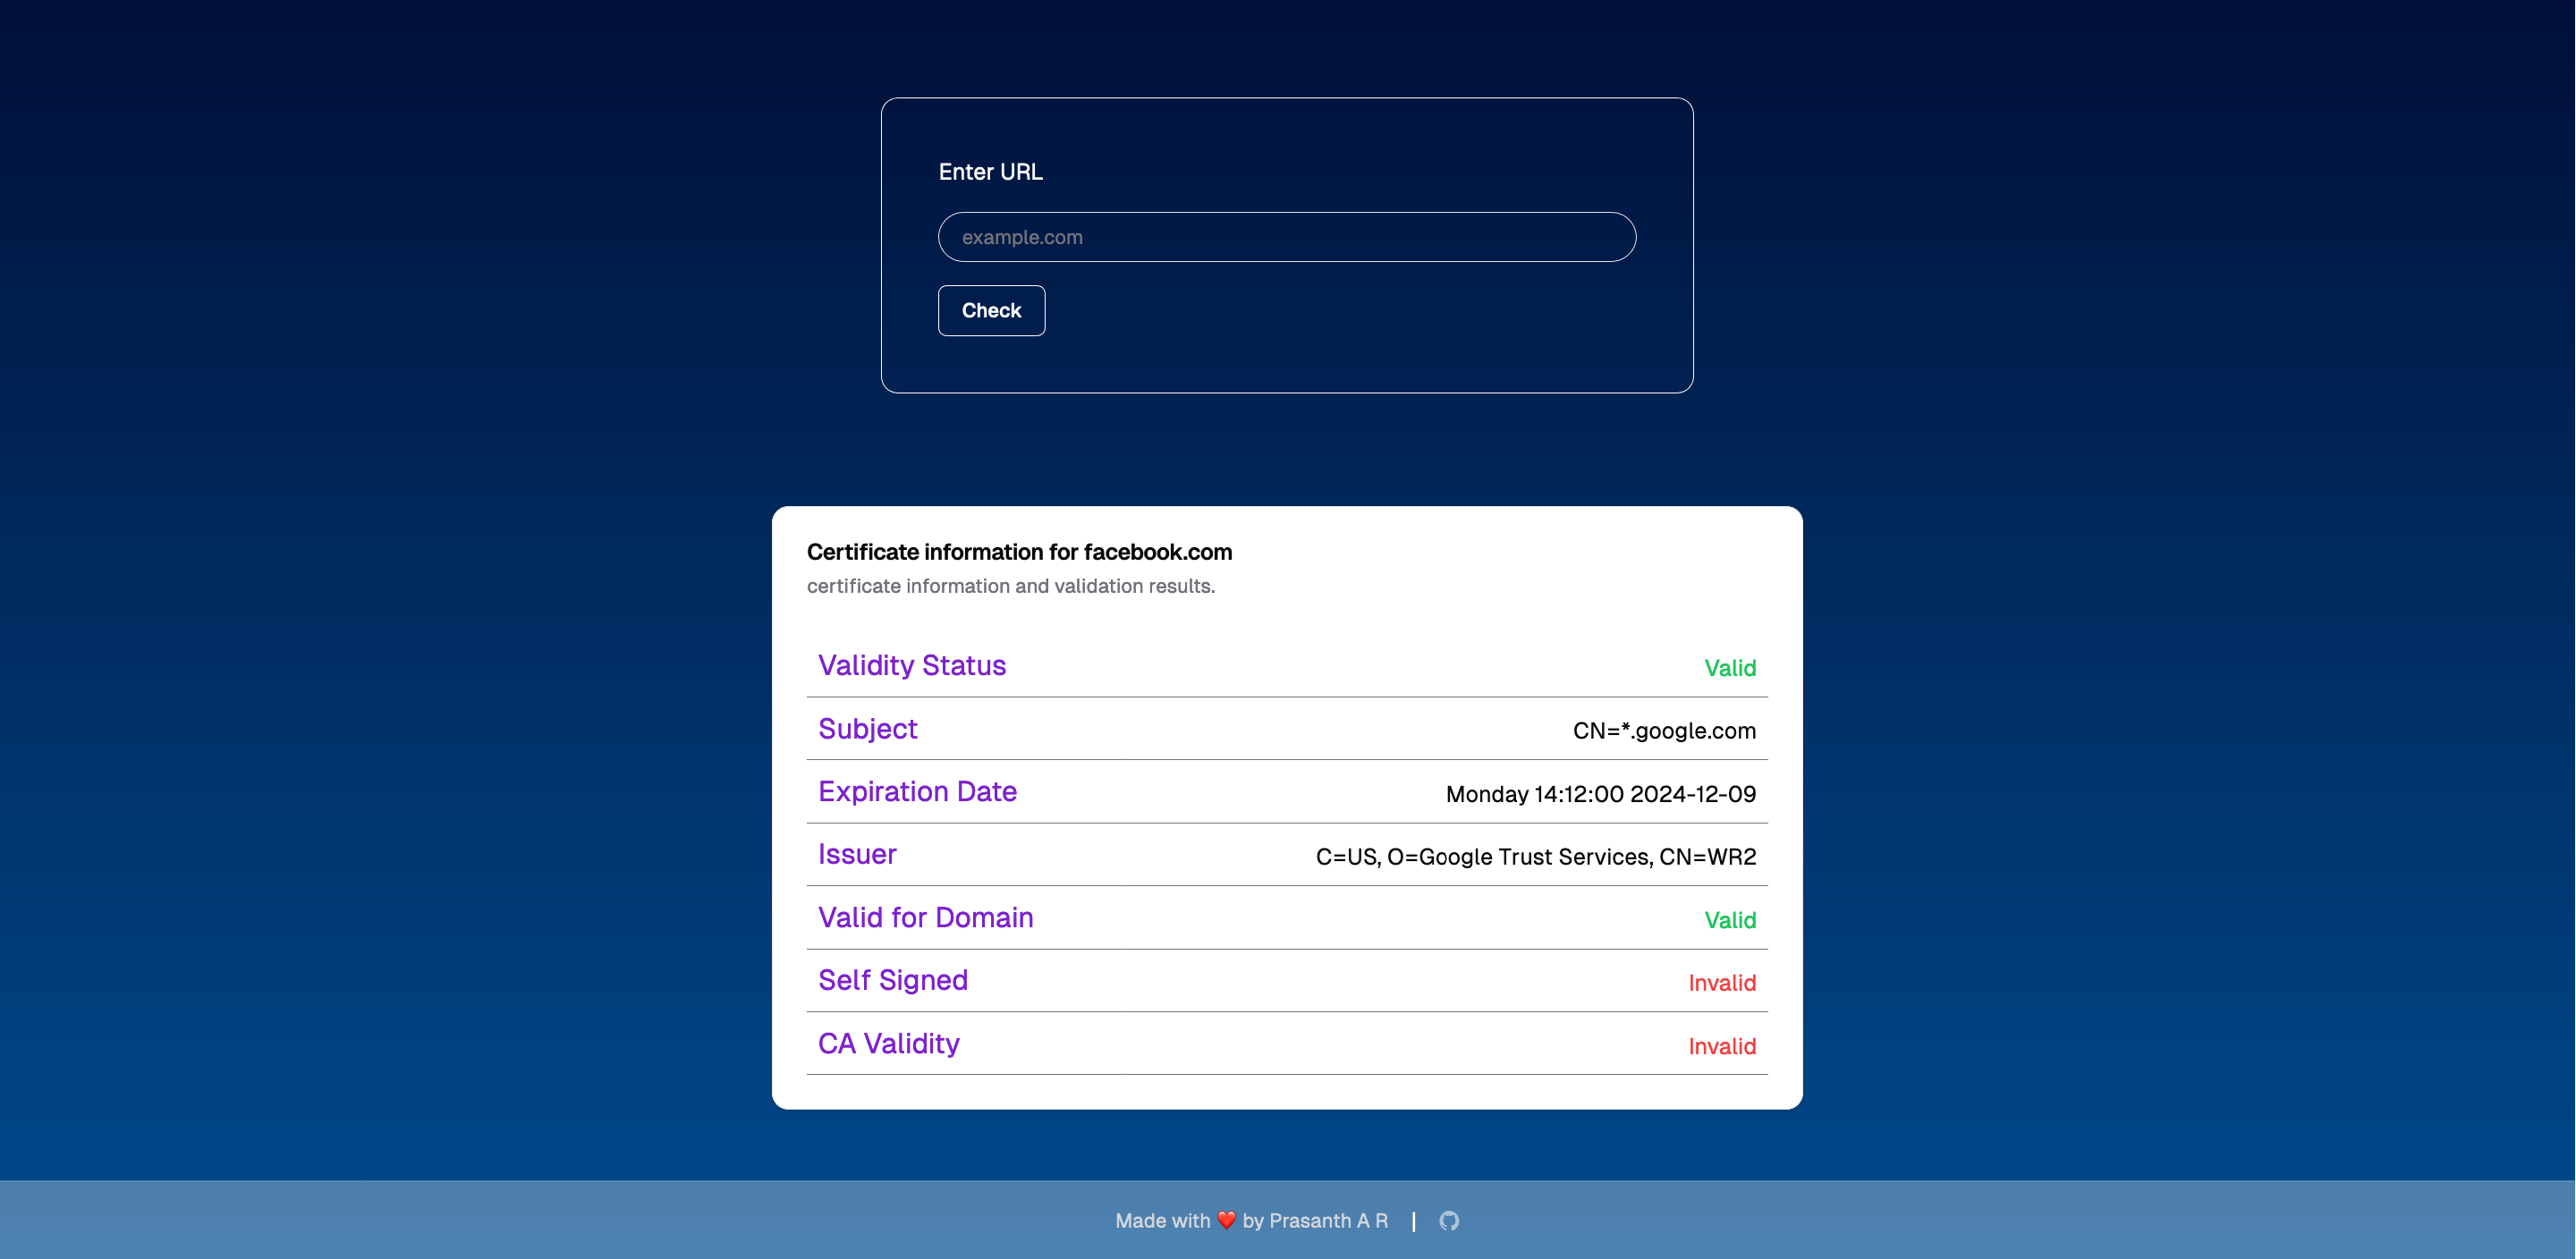 Enter URL
example.com
Check
Certificate information for facebook.com
certificate information and validation results.
Validity Status Valid
Subject CN=*.google.com
Expiration Date Monday 14:12:00 2024-12-09
Issuer C=US, O=Google Trust Services, CN=WR2
Valid for Domain Valid
Self Signed Invalid
CA Validity Invalid
Made with ❤️ by Prasanth A R |